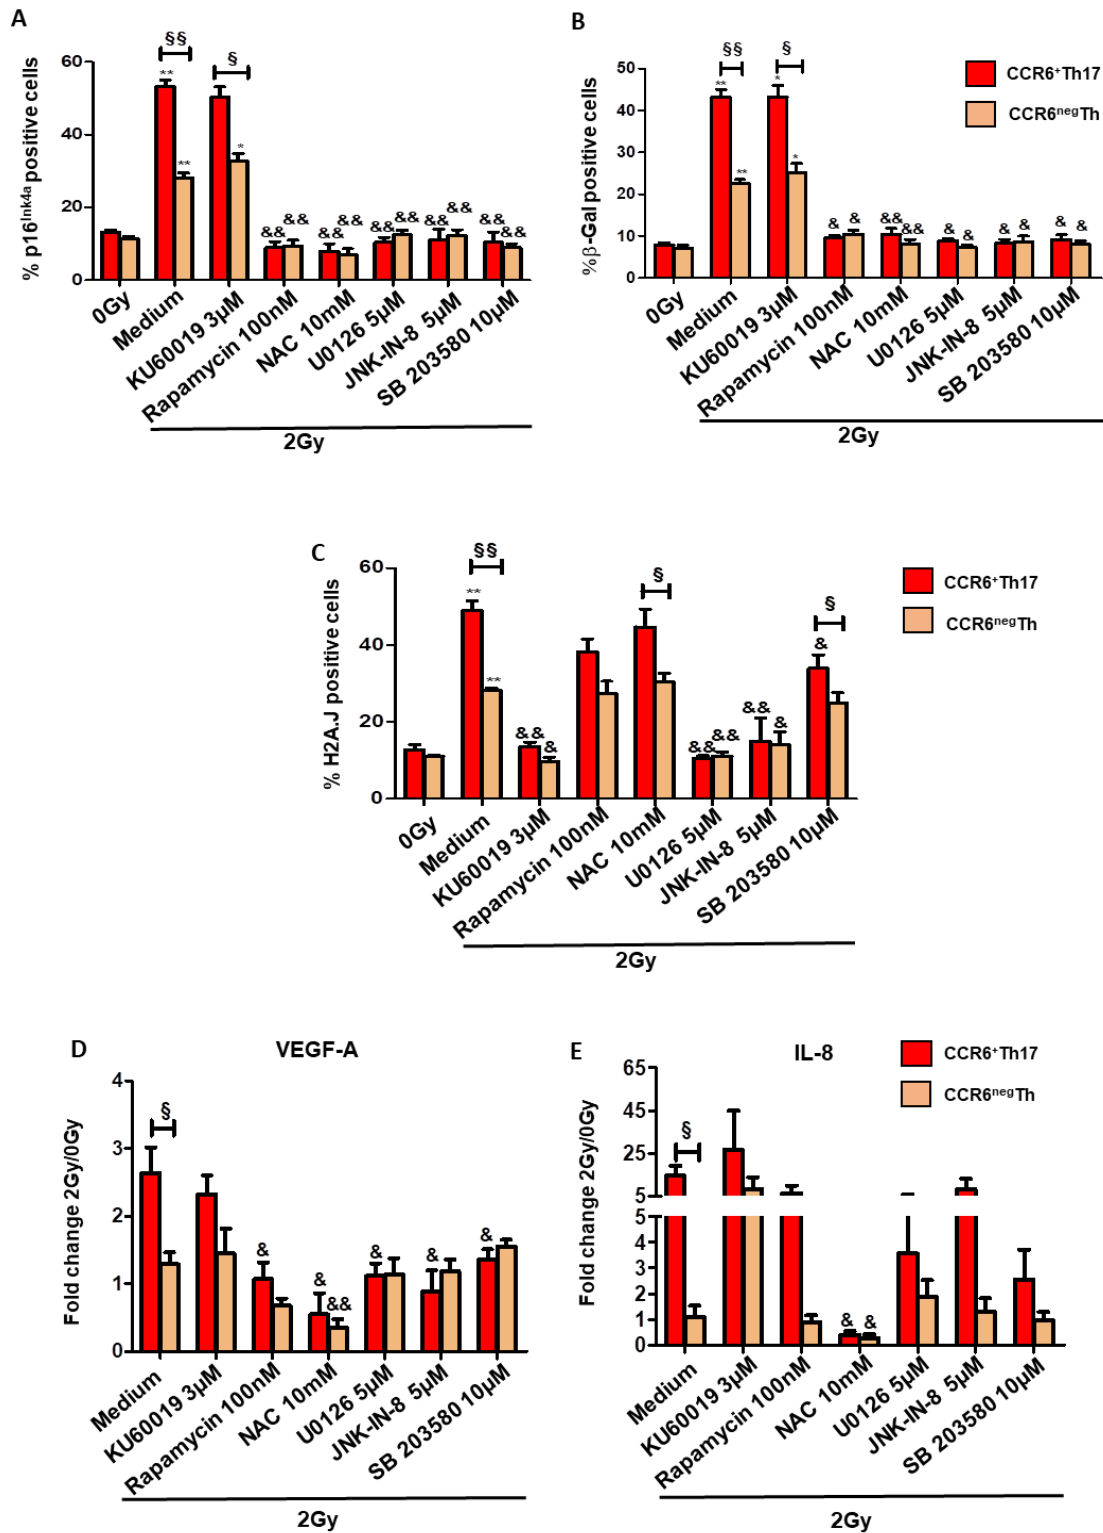 A
% p16Ink4a positive cells
60
40
20
0
§§
§
**
**
*
&&
&&
&&
&&
&&
&&
&&
&&
&&
&&
0Gy
Medium
KU60019 3µM
Rapamycin 100nM
NAC 10mM
U0126 5µM
JNK-IN-8 5µM
SB 203580 10µM
2Gy
B
%β-Gal positive cells
50
40
30
20
10
0
§§
§
**
**
*
*
&
&
&&
&&
&
&
&
&
&
&
CCR6+Th17
CCR6negTh
0Gy
Medium
KU60019 3µM
Rapamycin 100nM
NAC 10mM
U0126 5µM
JNK-IN-8 5µM
SB 203580 10µM
2Gy
C
% H2A.J positive cells
60
40
20
0
§§
§
§
**
**
&&
&
&&
&&
&&
&
&
CCR6+Th17
CCR6negTh
0Gy
Medium
KU60019 3µM
Rapamycin 100nM
NAC 10mM
U0126 5µM
JNK-IN-8 5µM
SB 203580 10µM
2Gy
D
VEGF-A
Fold change 2Gy/0Gy
4
3
2
1
0
§
&
&
&&
&
&
&
Medium
KU60019 3µM
Rapamycin 100nM
NAC 10mM
U0126 5µM
JNK-IN-8 5µM
SB 203580 10µM
2Gy
E
IL-8
Fold change 2Gy/0Gy
65
45
25
5
5
4
3
2
1
0
§
&
&
CCR6+Th17
CCR6negTh
Medium
KU60019 3µM
Rapamycin 100nM
NAC 10mM
U0126 5µM
JNK-IN-8 5µM
SB 203580 10µM
2Gy